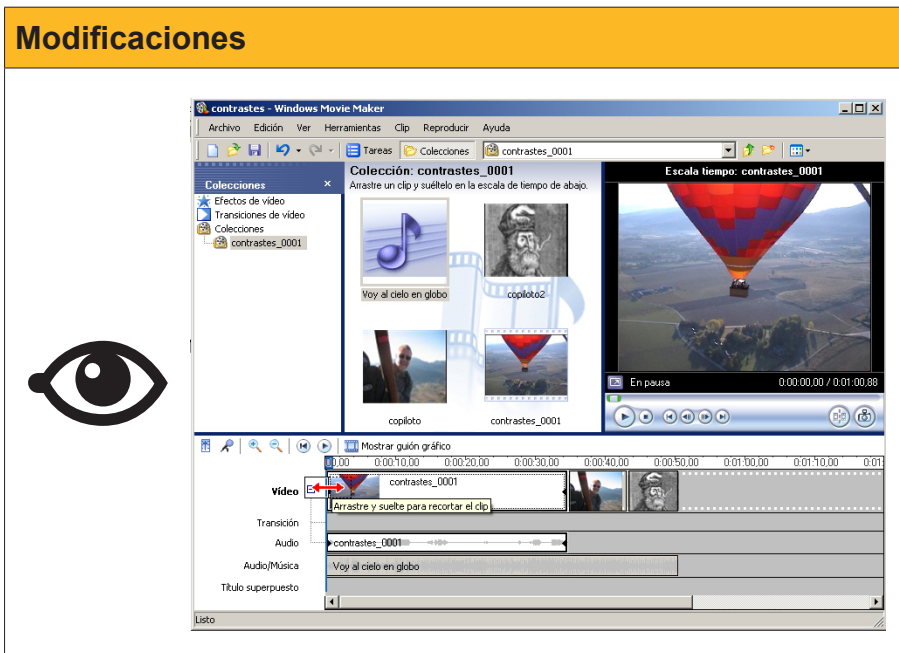 Modificaciones
contrastes - Windows Movie Maker
Archivo Edición Ver Herramientas Clip Reproducir Ayuda
Tareas Colecciones contrastes_0001
Colecciones
Efectos de vídeo
Transiciones de vídeo
Colecciones
contrastes_0001
Colección: contrastes_0001
Arrastre un clip y suéltelo en la escala de tiempo de abajo.
Voy al cielo en globo
copiloto2
copiloto
contrastes_0001
Escala tiempo: contrastes_0001
En pausa 0:00:00,00 / 0:01:00,88
Mostrar guión gráfico
0,00 0:00:10,00 0:00:20,00 0:00:30,00 0:00:40,00 0:00:50,00 0:01:00,00 0:01:10,00 0:01:
Vídeo
contrastes_0001
Arrastre y suelte para recortar el clip
Transición
Audio
contrastes_0001
Audio/Música
Voy al cielo en globo
Título superpuesto
Listo